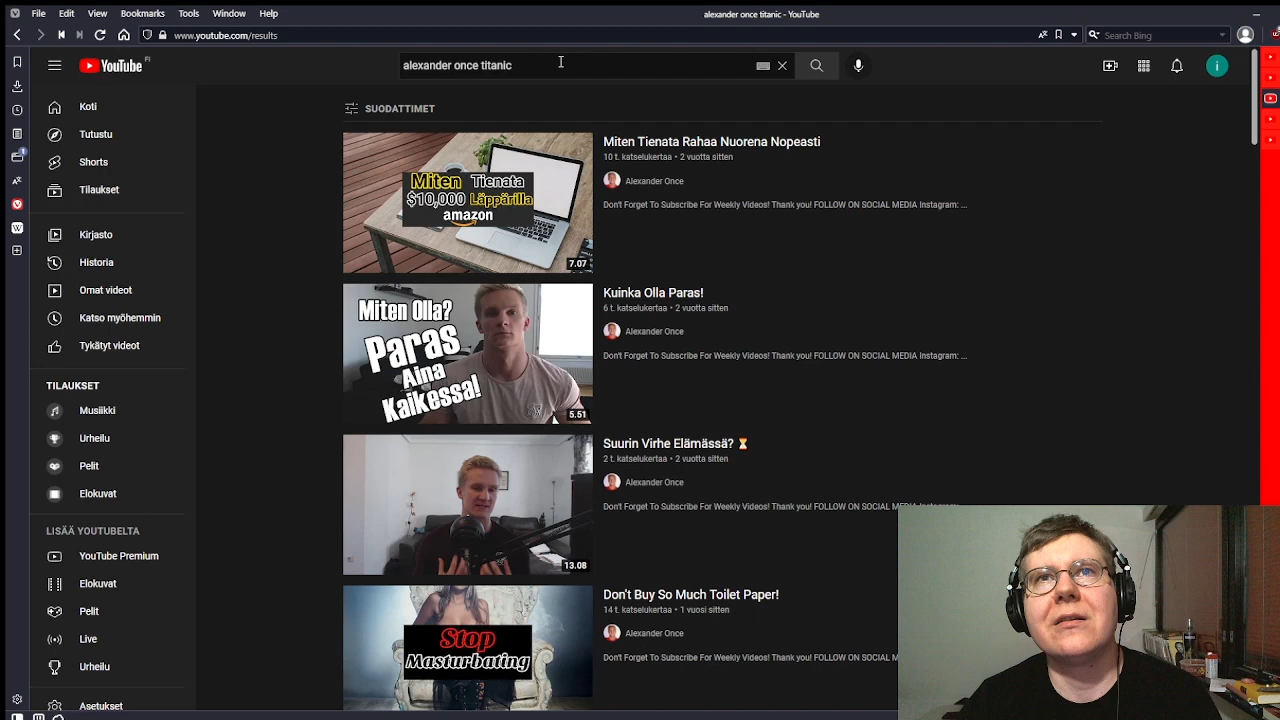 File Edit View Bookmarks Tools Window Help
alexander once titanic - YouTube
www.youtube.com/results
Search Bing
YouTube FI
alexander once titanic
i
1
W
Koti
Tutustu
Shorts
Tilaukset
Kirjasto
Historia
Omat videot
Katso myöhemmin
Tykätyt videot
TILAUKSET
Musiikki
Urheilu
Pelit
Elokuvat
LISÄÄ YOUTUBELTA
YouTube Premium
Elokuvat
Pelit
Live
Urheilu
Asetukset
SUODATTIMET
Miten Tienata
$10,000 Läppärilla
amazon
7.07
Miten Tienata Rahaa Nuorena Nopeasti
10 t. katselukertaa • 2 vuotta sitten
Alexander Once
Don't Forget To Subscribe For Weekly Videos! Thank you! FOLLOW ON SOCIAL MEDIA Instagram: ...
Miten Olla?
Paras
Aina
Kaikessa!
5.51
Kuinka Olla Paras!
6 t. katselukertaa • 2 vuotta sitten
Alexander Once
Don't Forget To Subscribe For Weekly Videos! Thank you! FOLLOW ON SOCIAL MEDIA Instagram: ...
13.08
Suurin Virhe Elämässä? ⏳
2 t. katselukertaa • 2 vuotta sitten
Alexander Once
Don't Forget To Subscribe For Weekly Videos! Thank you! FOLLOW ON SOCIAL MEDIA Instagram: ...
Stop
Masturbating
Don't Buy So Much Toilet Paper!
14 t. katselukertaa • 1 vuosi sitten
Alexander Once
Don't Forget To Subscribe For Weekly Videos! Thank you! FOLLOW ON SOCIAL M